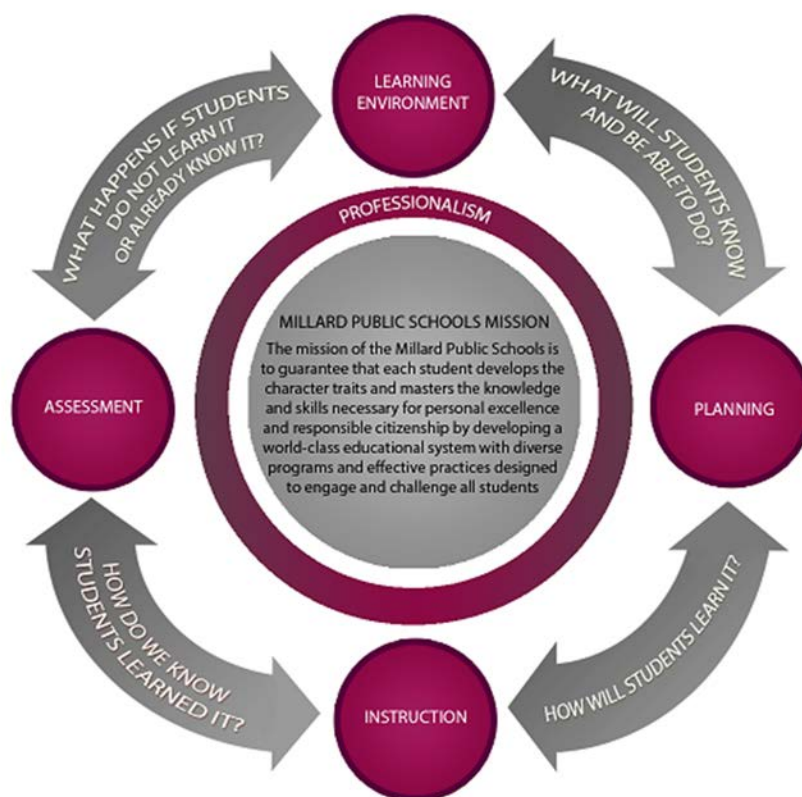 LEARNING
ENVIRONMENT
WHAT HAPPENS IF STUDENTS
DO NOT LEARN IT
OR ALREADY KNOW IT?
WHAT WILL STUDENTS KNOW
AND BE ABLE TO DO?
PROFESSIONALISM
MILLARD PUBLIC SCHOOLS MISSION
The mission of the Millard Public Schools is
to guarantee that each student develops the
character traits and masters the knowledge
and skills necessary for personal excellence
and responsible citizenship by developing a
world-class educational system with diverse
programs and effective practices designed
to engage and challenge all students
ASSESSMENT
PLANNING
HOW DO WE KNOW
STUDENTS LEARNED IT?
HOW WILL STUDENTS LEARN IT?
INSTRUCTION